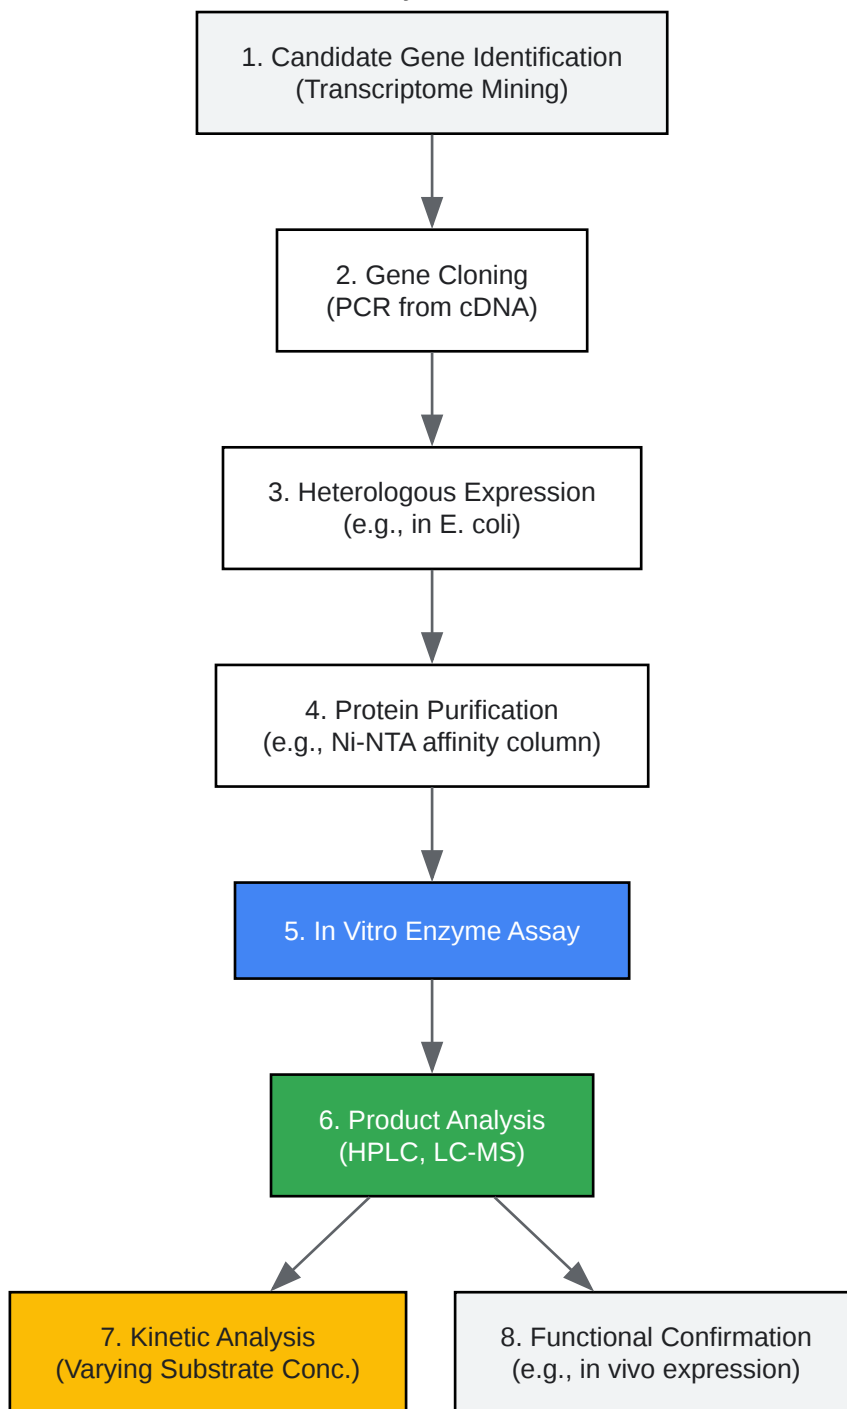 1. Candidate Gene Identification
(Transcriptome Mining)
2. Gene Cloning
(PCR from cDNA)
3. Heterologous Expression
(e.g., in E. coli)
4. Protein Purification
(e.g., Ni-NTA affinity column)
5. In Vitro Enzyme Assay
6. Product Analysis
(HPLC, LC-MS)
7. Kinetic Analysis
(Varying Substrate Conc.)
8. Functional Confirmation
(e.g., in vivo expression)